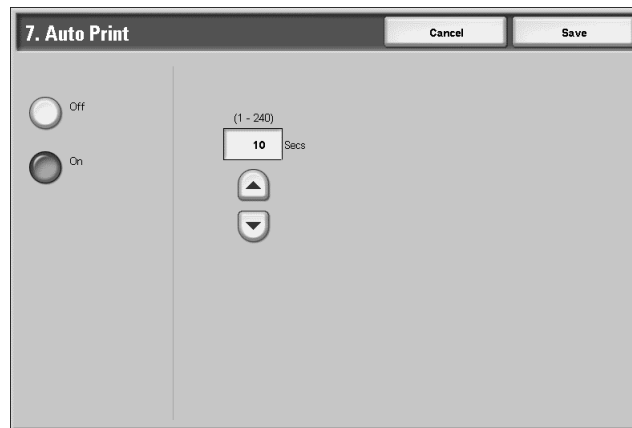 7. Auto Print
Cancel
Save
Off
On
(1 - 240)
10 Secs